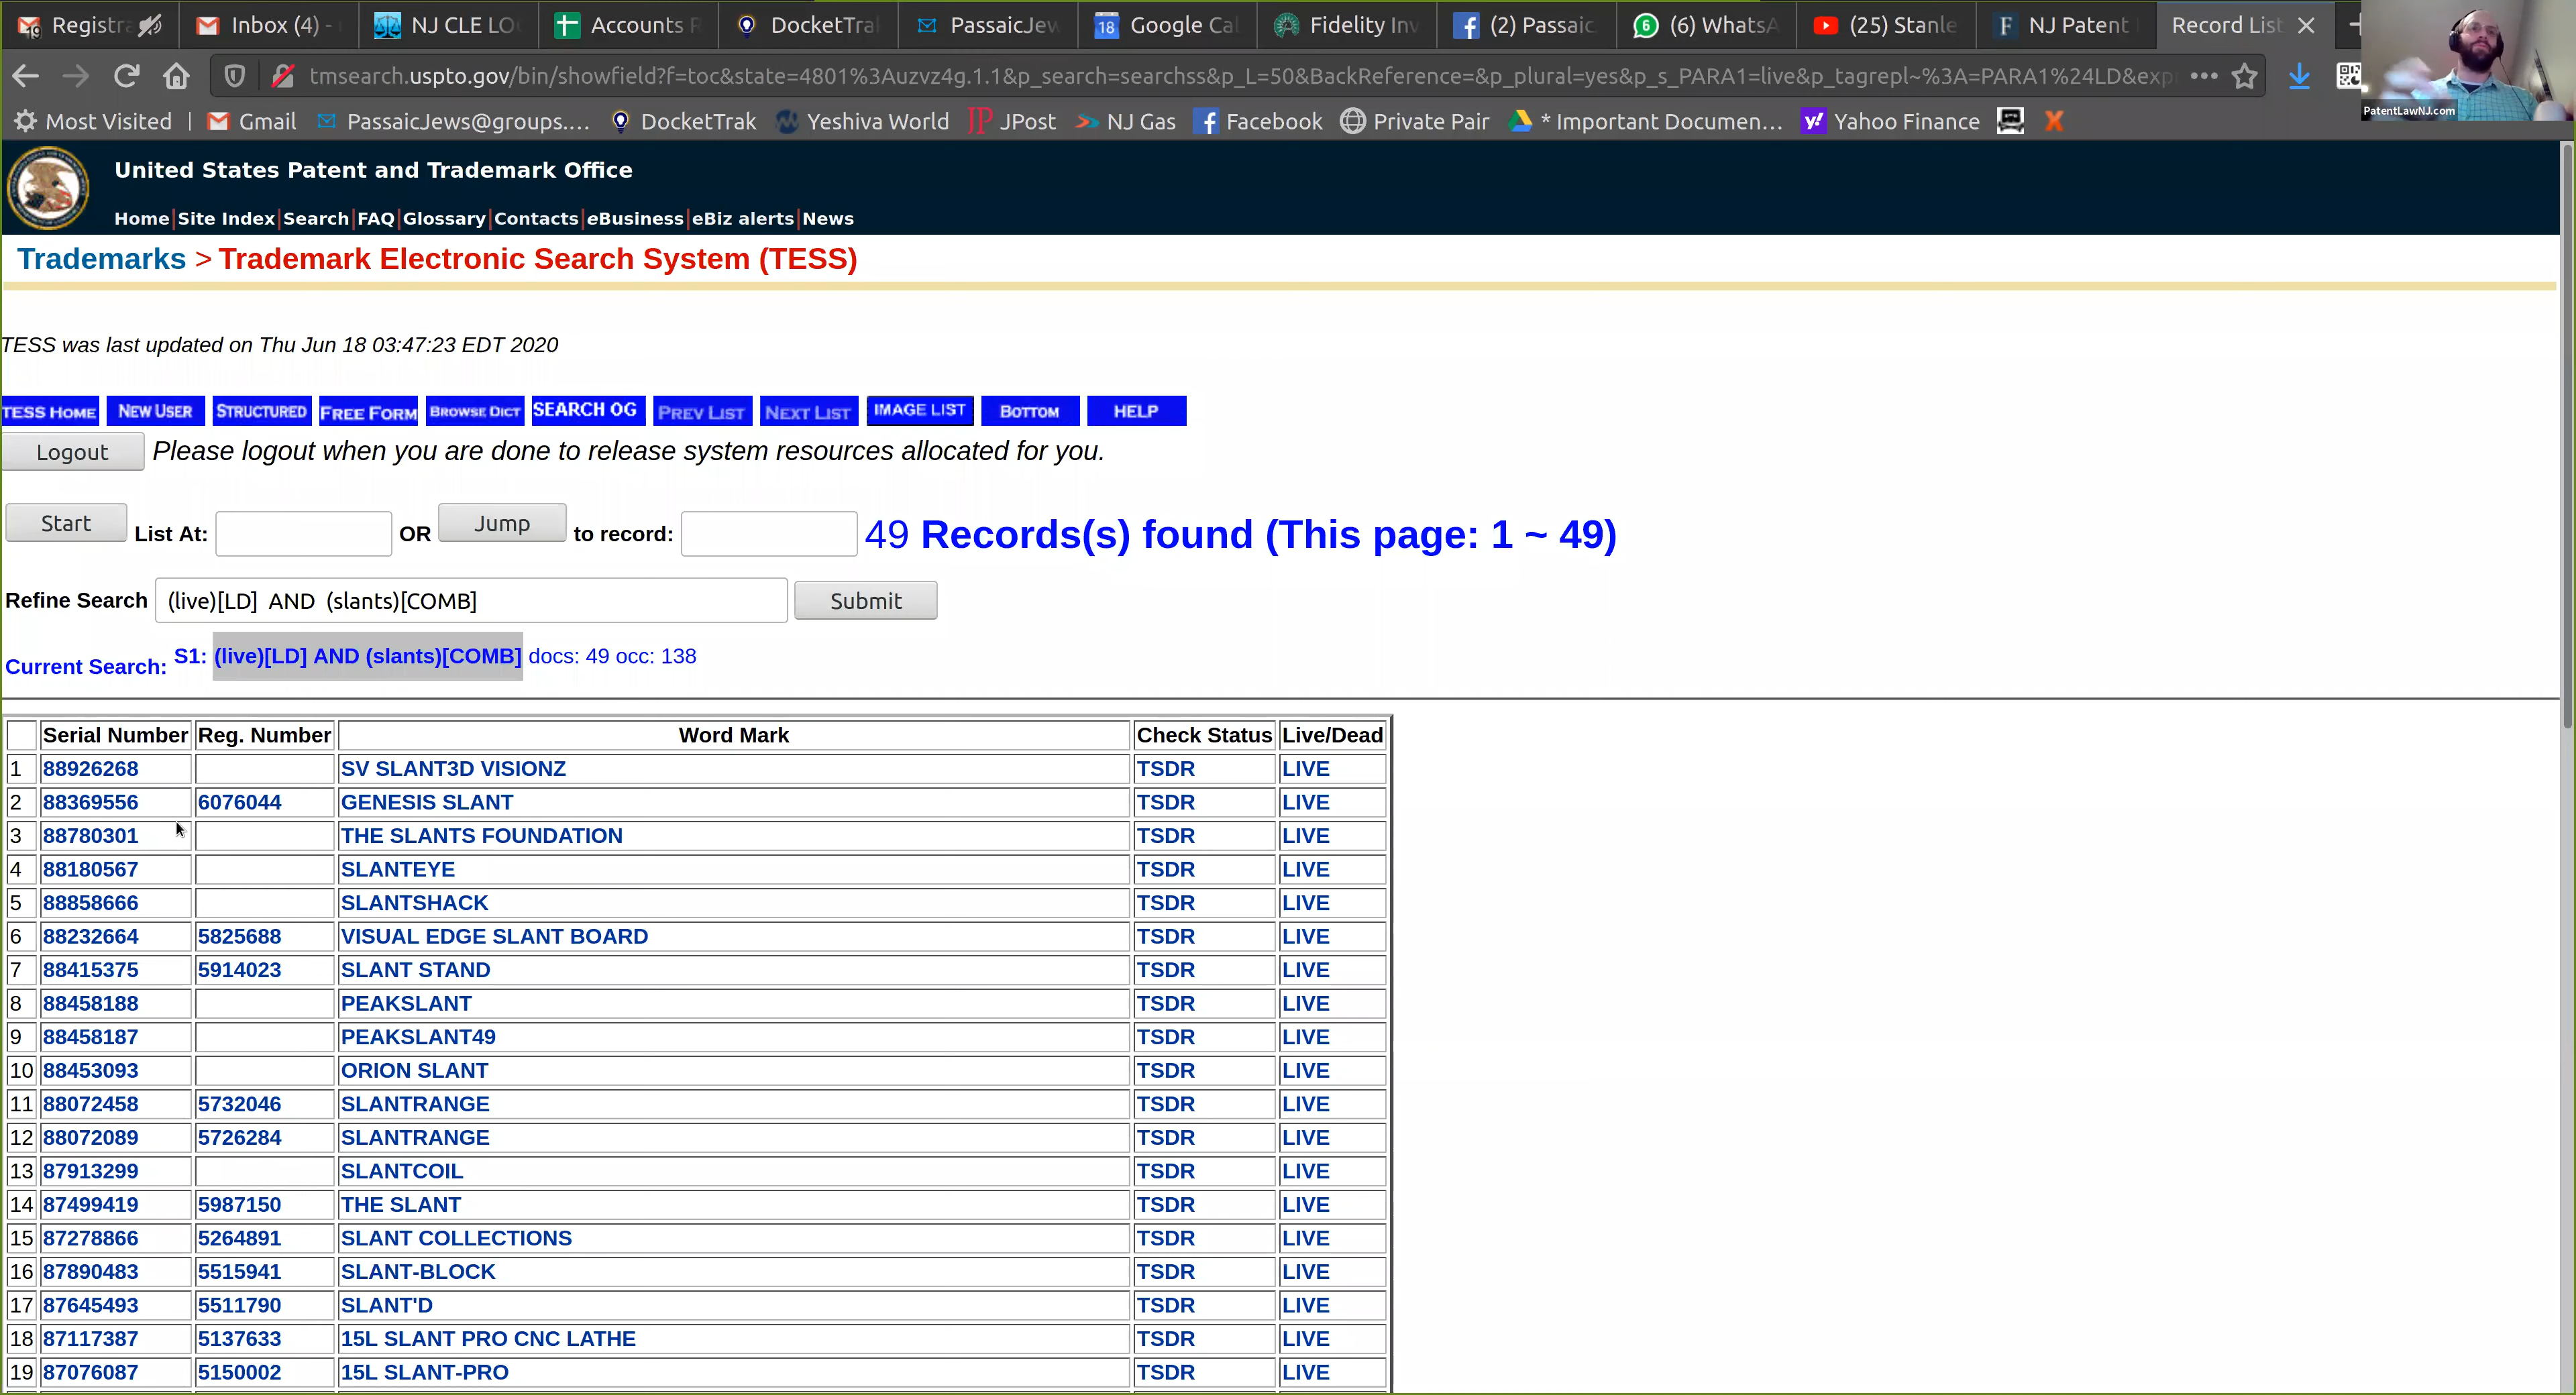 Registra Inbox (4) - NJ CLE LO Accounts R DocketTra PassaicJew Google Cal Fidelity Inv (2) Passaic (6) WhatsA (25) Stanle NJ Patent Record List
tmsearch.uspto.gov/bin/showfield?f=toc&state=4801%3Auzvz4g.1.1&p_search=searchss&p_L=50&BackReference=&p_plural=yes&p_s_PARA1=live&p_tagrepl~%3A=PARA1%24LD&exp
PatentLawNJ.com
Most Visited Gmail PassaicJews@groups.... DocketTrak Yeshiva World JPost NJ Gas Facebook Private Pair * Important Documen... Yahoo Finance
United States Patent and Trademark Office
Home|Site Index|Search|FAQ|Glossary|Contacts|eBusiness|eBiz alerts|News
Trademarks > Trademark Electronic Search System (TESS)
TESS was last updated on Thu Jun 18 03:47:23 EDT 2020
TESS HOME NEW USER STRUCTURED FREE FORM BROWSE DICT SEARCH OG PREV LIST NEXT LIST IMAGE LIST BOTTOM HELP
Logout Please logout when you are done to release system resources allocated for you.
Start List At: OR Jump to record: 49 Records(s) found (This page: 1 ~ 49)
Refine Search (live)[LD] AND (slants)[COMB] Submit
Current Search: S1: (live)[LD] AND (slants)[COMB] docs: 49 occ: 138
Serial Number Reg. Number Word Mark Check Status Live/Dead
1 88926268 SV SLANT3D VISIONZ TSDR LIVE
2 88369556 6076044 GENESIS SLANT TSDR LIVE
3 88780301 THE SLANTS FOUNDATION TSDR LIVE
4 88180567 SLANTEYE TSDR LIVE
5 88858666 SLANTSHACK TSDR LIVE
6 88232664 5825688 VISUAL EDGE SLANT BOARD TSDR LIVE
7 88415375 5914023 SLANT STAND TSDR LIVE
8 88458188 PEAKSLANT TSDR LIVE
9 88458187 PEAKSLANT49 TSDR LIVE
10 88453093 ORION SLANT TSDR LIVE
11 88072458 5732046 SLANTRANGE TSDR LIVE
12 88072089 5726284 SLANTRANGE TSDR LIVE
13 87913299 SLANTCOIL TSDR LIVE
14 87499419 5987150 THE SLANT TSDR LIVE
15 87278866 5264891 SLANT COLLECTIONS TSDR LIVE
16 87890483 5515941 SLANT-BLOCK TSDR LIVE
17 87645493 5511790 SLANT'D TSDR LIVE
18 87117387 5137633 15L SLANT PRO CNC LATHE TSDR LIVE
19 87076087 5150002 15L SLANT-PRO TSDR LIVE